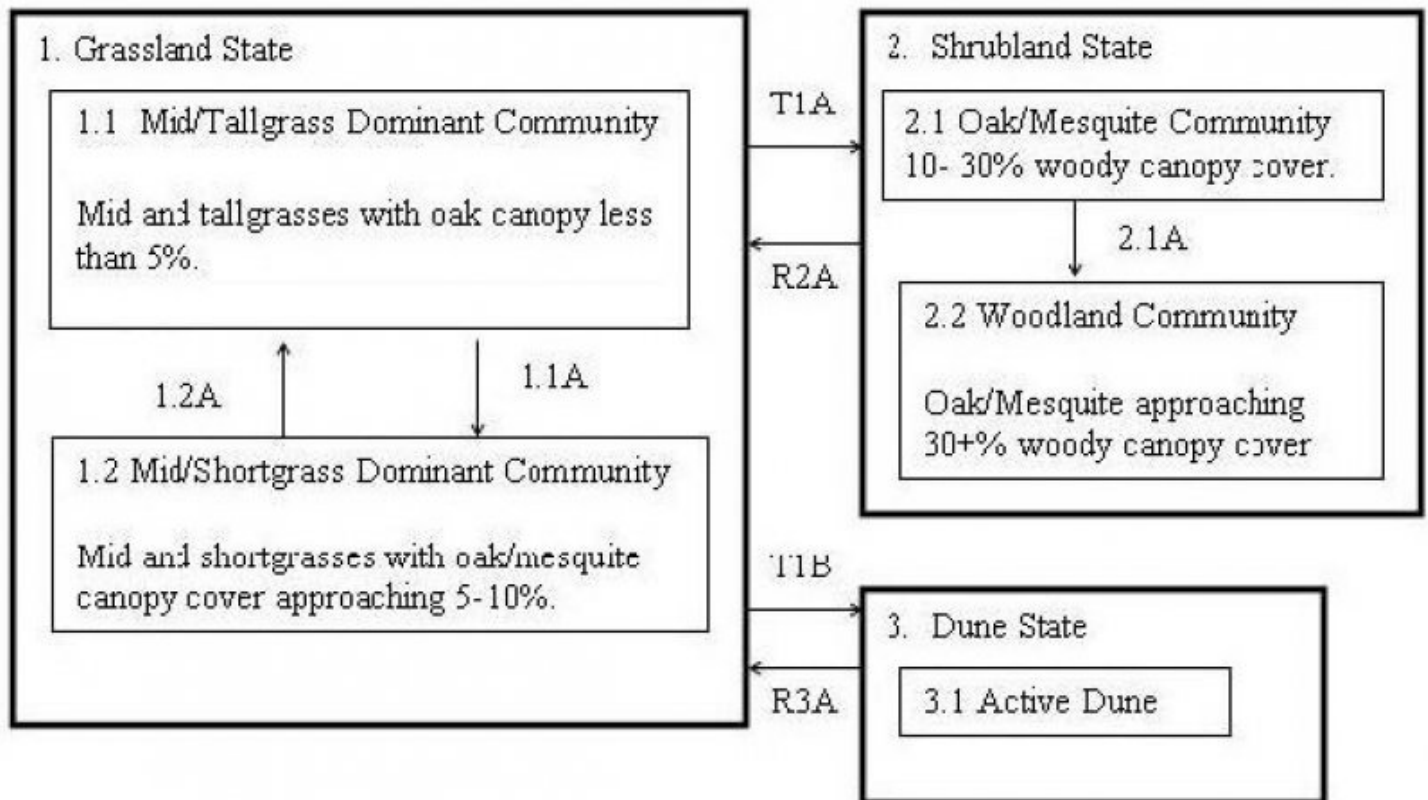 1. Grassland State
1.1 Mid/Tallgrass Dominant Community
Mid and tallgrasses with oak canopy less
than 5%.
1.2A
1.1A
1.2 Mid/Shortgrass Dominant Community
Mid and shortgrasses with oak/mesquite
canopy cover approaching 5-10%.
T1A
R2A
2. Shrubland State
2.1 Oak/Mesquite Community
10- 30% woody canopy cover.
2.1A
2.2 Woodland Community
Oak/Mesquite approaching
30+% woody canopy cover
T1B
R3A
3. Dune State
3.1 Active Dune